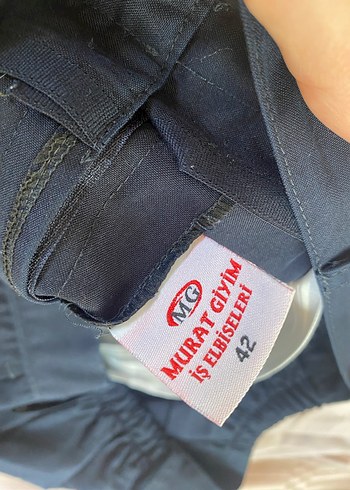 MG
MURAT GİYİM
İŞ ELBİSELERİ
42